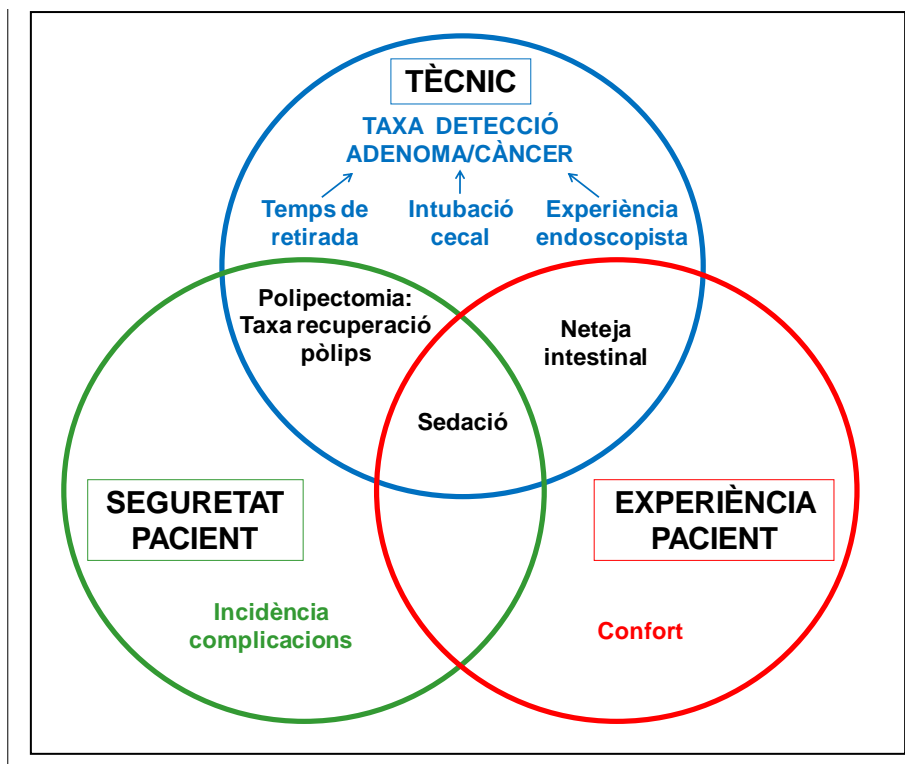 TÈCNIC
TAXA DETECCIÓ
ADENOMA/CÀNCER
Temps de
retirada
Intubació
cecal
Experiència
endoscopista
Polipectomia:
Taxa recuperació
pòlips
Neteja
intestinal
Sedació
SEGURETAT
PACIENT
EXPERIÈNCIA
PACIENT
Incidència
complicacions
Confort